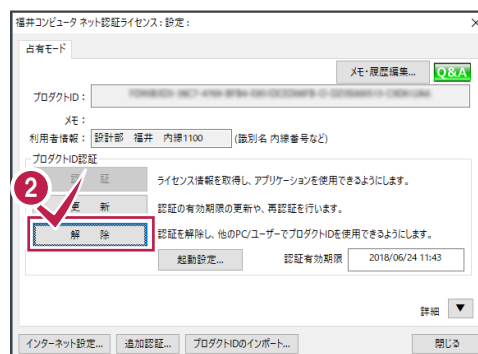 福井コンピュータ ネット認証ライセンス : 設定 :
占有モード
メモ・履歴編集... Q&A
プロダクトID :
メモ :
利用者情報 : 設計部 福井 内線1100 (識別名 内線番号など)
プロダクトID認証
認 証 ライセンス情報を取得し、アプリケーションを使用できるようにします。
2
更 新 認証の有効期限の更新や、再認証を行います。
解 除 認証を解除し、他のPC/ユーザーでプロダクトIDを使用できるようにします。
起動設定... 認証有効期限 2018/06/24 11:43
詳細 ▼
インターネット設定... 追加認証... プロダクトIDのインポート... 閉じる